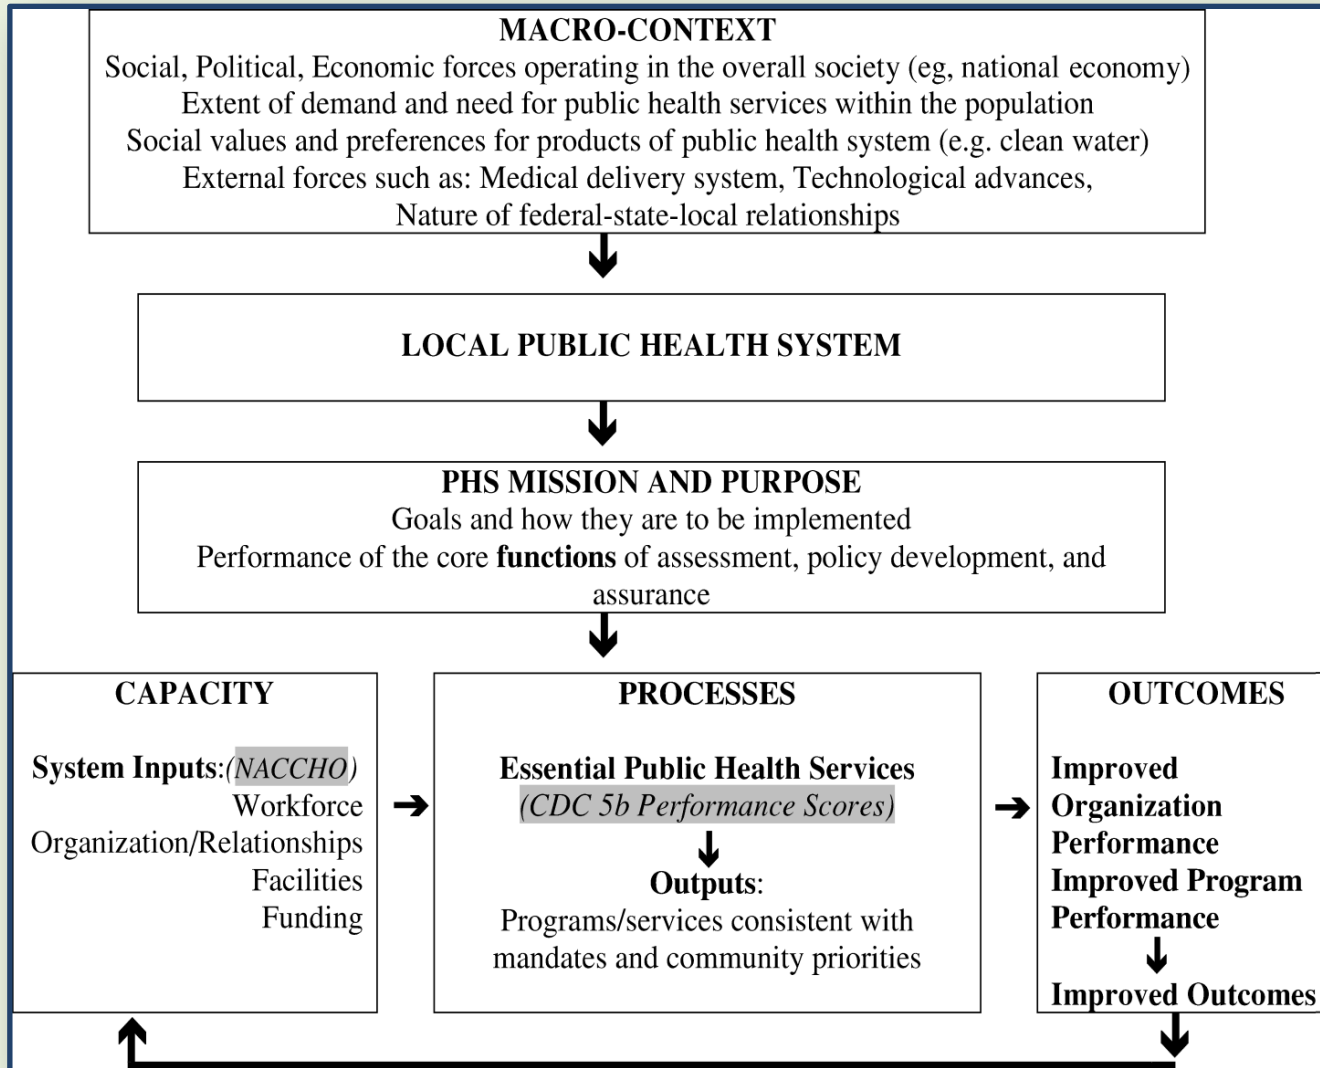 MACRO-CONTEXT
Social, Political, Economic forces operating in the overall society (eg, national economy)
Extent of demand and need for public health services within the population
Social values and preferences for products of public health system (e.g. clean water)
External forces such as: Medical delivery system, Technological advances,
Nature of federal-state-local relationships
LOCAL PUBLIC HEALTH SYSTEM
PHS MISSION AND PURPOSE
Goals and how they are to be implemented
Performance of the core functions of assessment, policy development, and
assurance
CAPACITY
System Inputs:(NACCHO)
Workforce
Organization/Relationships
Facilities
Funding
PROCESSES
Essential Public Health Services
(CDC 5b Performance Scores)
Outputs:
Programs/services consistent with
mandates and community priorities
OUTCOMES
Improved
Organization
Performance
Improved Program
Performance
Improved Outcomes